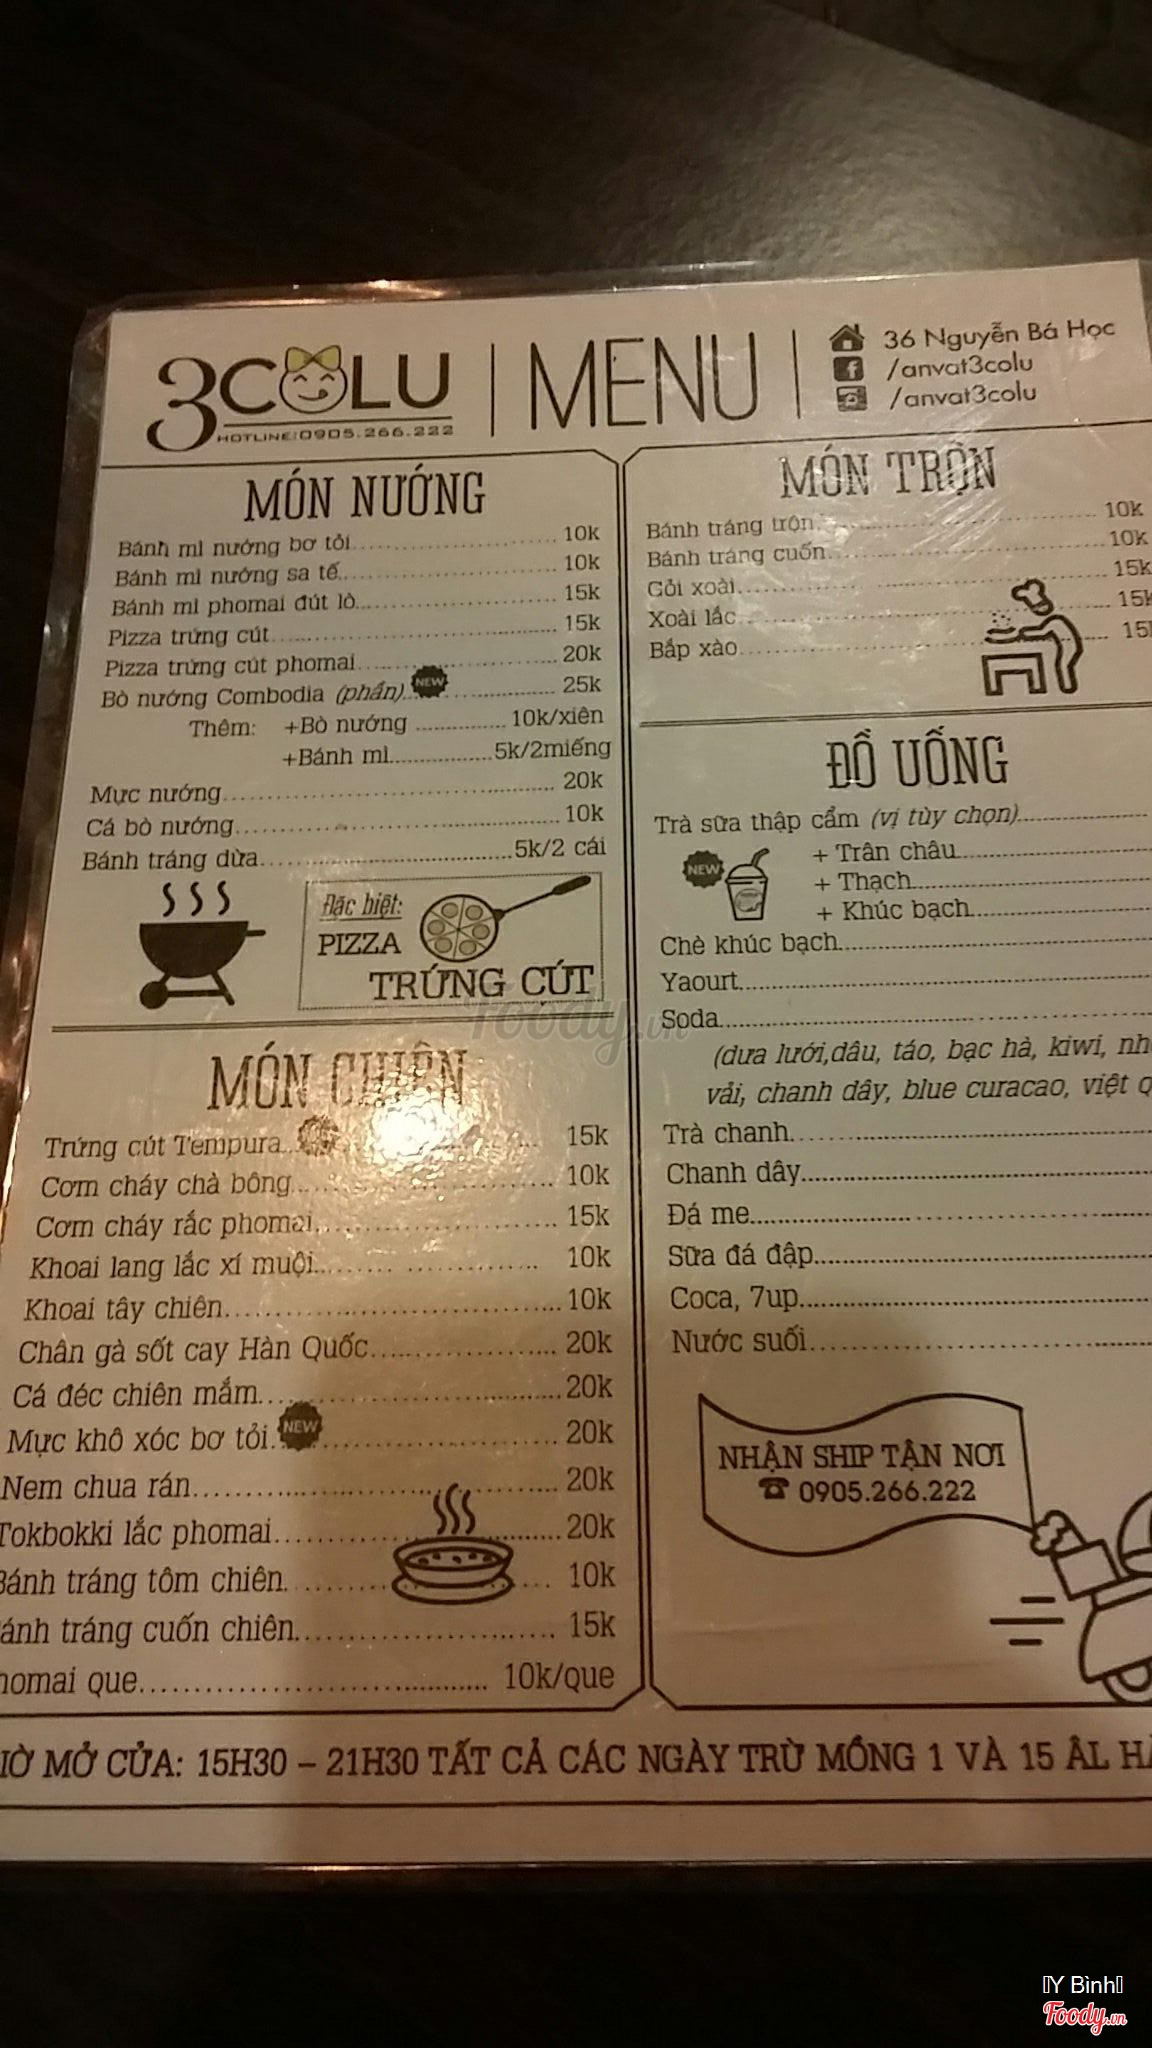 3COLU
HOTLINE:0905.266.222
MENU
36 Nguyễn Bá Học
/anvat3colu
/anvat3colu
MÓN NƯỚNG
Bánh mì nướng bơ tỏi 10k
Bánh mì nướng sa tế 10k
Bánh mì phomai đút lò 15k
Pizza trứng cút 15k
Pizza trứng cút phomai 20k
Bò nướng Combodia (phần) NEW 25k
Thêm: +Bò nướng 10k/xiên
+Bánh mì 5k/2miếng
Mực nướng 20k
Cá bò nướng 10k
Bánh tráng dừa 5k/2 cái
Đặc biệt:
PIZZA
TRỨNG CÚT
MÓN CHIÊN
Trứng cút Tempura 15k
Cơm cháy chà bông 10k
Cơm cháy rắc phomai 15k
Khoai lang lắc xí muội 10k
Khoai tây chiên 10k
Chân gà sốt cay Hàn Quốc 20k
Cá đéc chiên mắm 20k
Mực khô xóc bơ tỏi NEW 20k
Nem chua rán 20k
Tokbokki lắc phomai 20k
Bánh tráng tôm chiên 10k
ánh tráng cuốn chiên 15k
homai que 10k/que
MÓN TRỘN
Bánh tráng trộn 10k
Bánh tráng cuốn 10k
Gỏi xoài 15k
Xoài lắc 15k
Bắp xào 15k
ĐỒ UỐNG
Trà sữa thập cẩm (vị tùy chọn)
NEW
+ Trân châu
+ Thạch
+ Khúc bạch
Chè khúc bạch
Yaourt
Soda
(dưa lưới,dâu, táo, bạc hà, kiwi, nh
vải, chanh dây, blue curacao, việt q
Trà chanh
Chanh dây
Đá me
Sữa đá đập
Coca, 7up
Nước suối
NHẬN SHIP TẬN NƠI
0905.266.222
IỜ MỞ CỬA: 15H30 – 21H30 TẤT CẢ CÁC NGÀY TRỪ MỒNG 1 VÀ 15 ÂL H
Foody.vn
Y Bình
Foody.vn